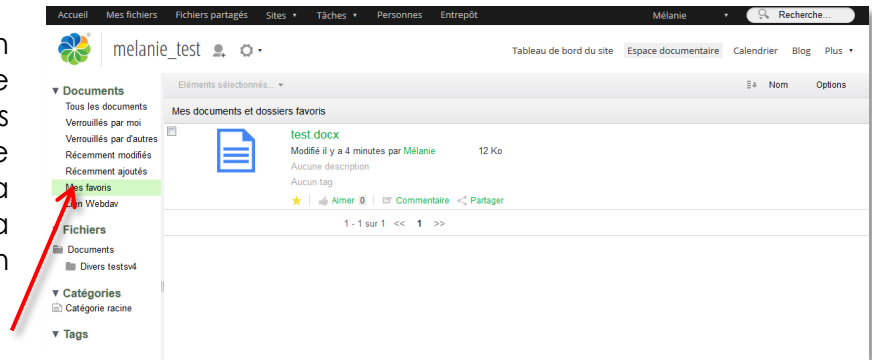 Accueil Mes fichiers Fichiers partagés Sites Tâches Personnes Entrepôt Mélanie Recherche...
melanie_test
Tableau de bord du site Espace documentaire Calendrier Blog Plus
Documents
Tous les documents
Verrouillés par moi
Verrouillés par d'autres
Récemment modifiés
Récemment ajoutés
Mes favoris
Lien Webdav
Fichiers
Documents
Divers testsv4
Catégories
Catégorie racine
Tags
Eléments sélectionnés... Nom Options
Mes documents et dossiers favoris
test.docx
Modifié il y a 4 minutes par Mélanie 12 Ko
Aucune description
Aucun tag
Aimer 0 Commentaire Partager
1 - 1 sur 1 << 1 >>